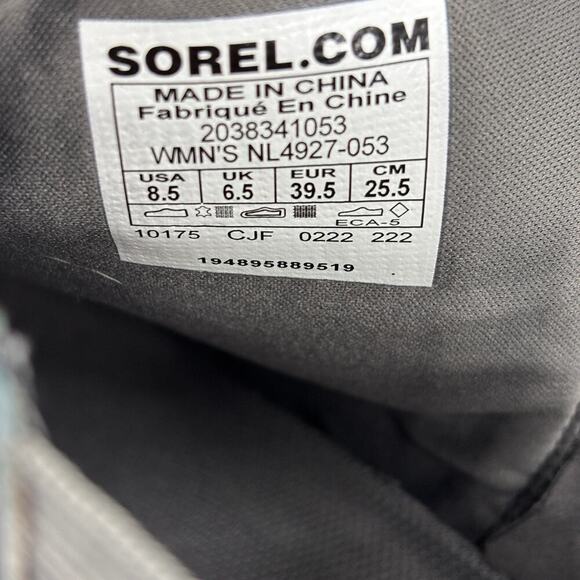 SOREL.COM
MADE IN CHINA
Fabriqué En Chine
2038341053
WMN'S NL4927-053
USA UK EUR CM
8.5 6.5 39.5 25.5
ECA-5
10175 CJF 0222 222
194895889519